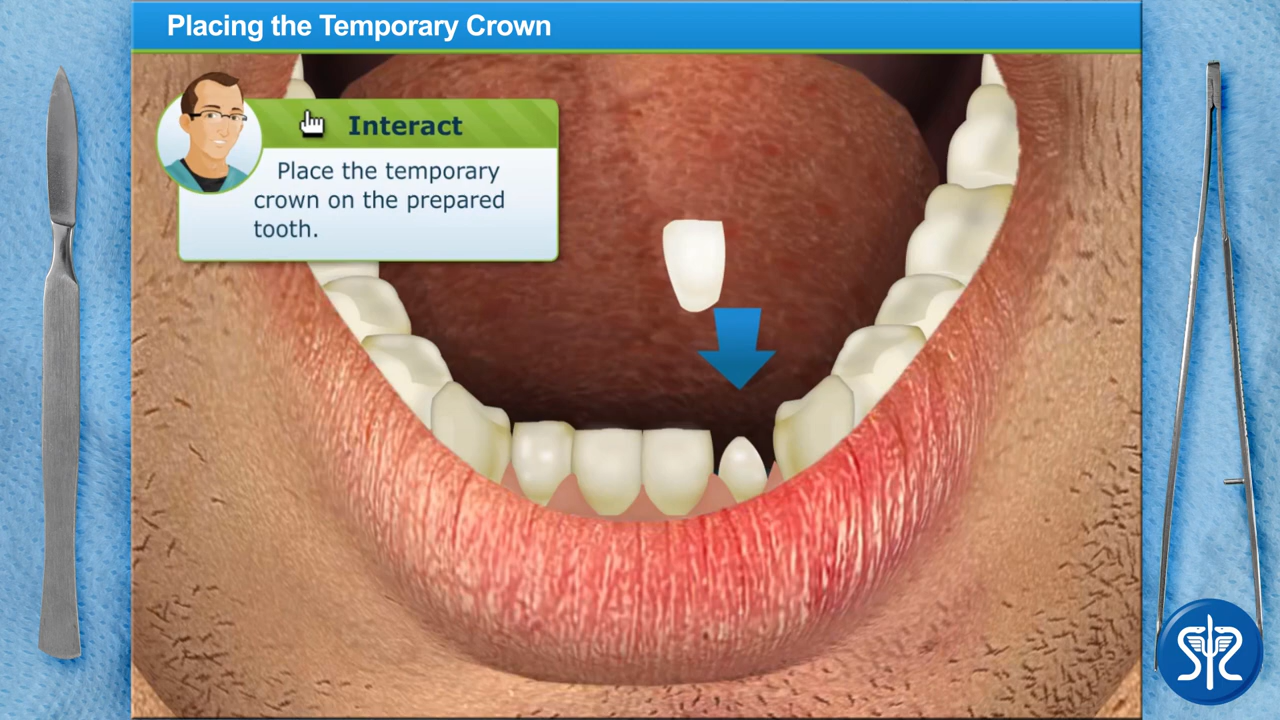 Placing the Temporary Crown
Interact
Place the temporary
crown on the prepared
tooth.